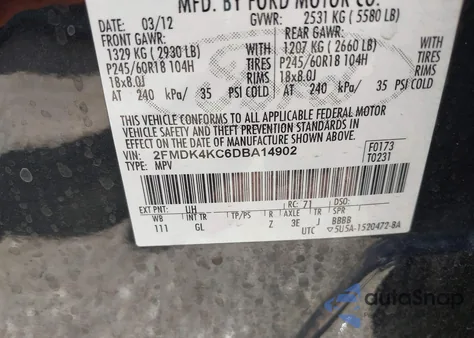 MFD. BY FORD MOTOR CO.
DATE: 03/12 GVWR: 2531 KG (5580 LB)
FRONT GAWR: REAR GAWR:
1329 KG (2930 LB) 1207 KG (2660 LB)
P245/60R18 104H TIRES P245/60R18 104H
18x8.0J RIMS 18x8.0J
AT 240 kPa/ 35 PSI COLD RIMS AT 240 kPa/ 35 PSI COLD
THIS VEHICLE CONFORMS TO ALL APPLICABLE FEDERAL MOTOR
VEHICLE SAFETY AND THEFT PREVENTION STANDARDS IN
EFFECT ON THE DATE OF MANUFACTURE SHOWN ABOVE.
VIN: 2FMDK4KC6DBA14902 F0173
TYPE: MPV T0231
EXT PNT: UH RC: 71 DSO:
WB INT TR TP/PS R AXLE TR SPR
111 GL Z 3E J BBBB
UTC ▽5U5A-1520472-BA
autoSnap